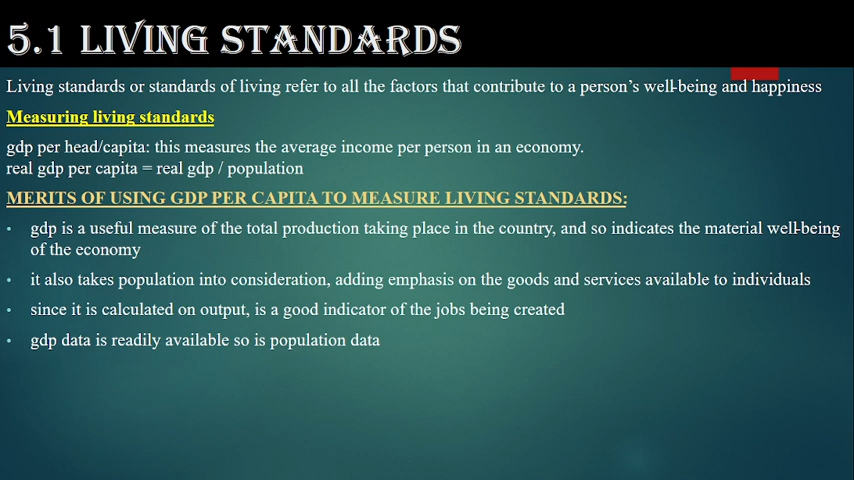 5.1 LIVING STANDARDS
Living standards or standards of living refer to all the factors that contribute to a person's well-being and happiness
Measuring living standards
gdp per head/capita: this measures the average income per person in an economy.
real gdp per capita = real gdp / population
MERITS OF USING GDP PER CAPITA TO MEASURE LIVING STANDARDS:
• gdp is a useful measure of the total production taking place in the country, and so indicates the material well-being
of the economy
• it also takes population into consideration, adding emphasis on the goods and services available to individuals
• since it is calculated on output, is a good indicator of the jobs being created
• gdp data is readily available so is population data